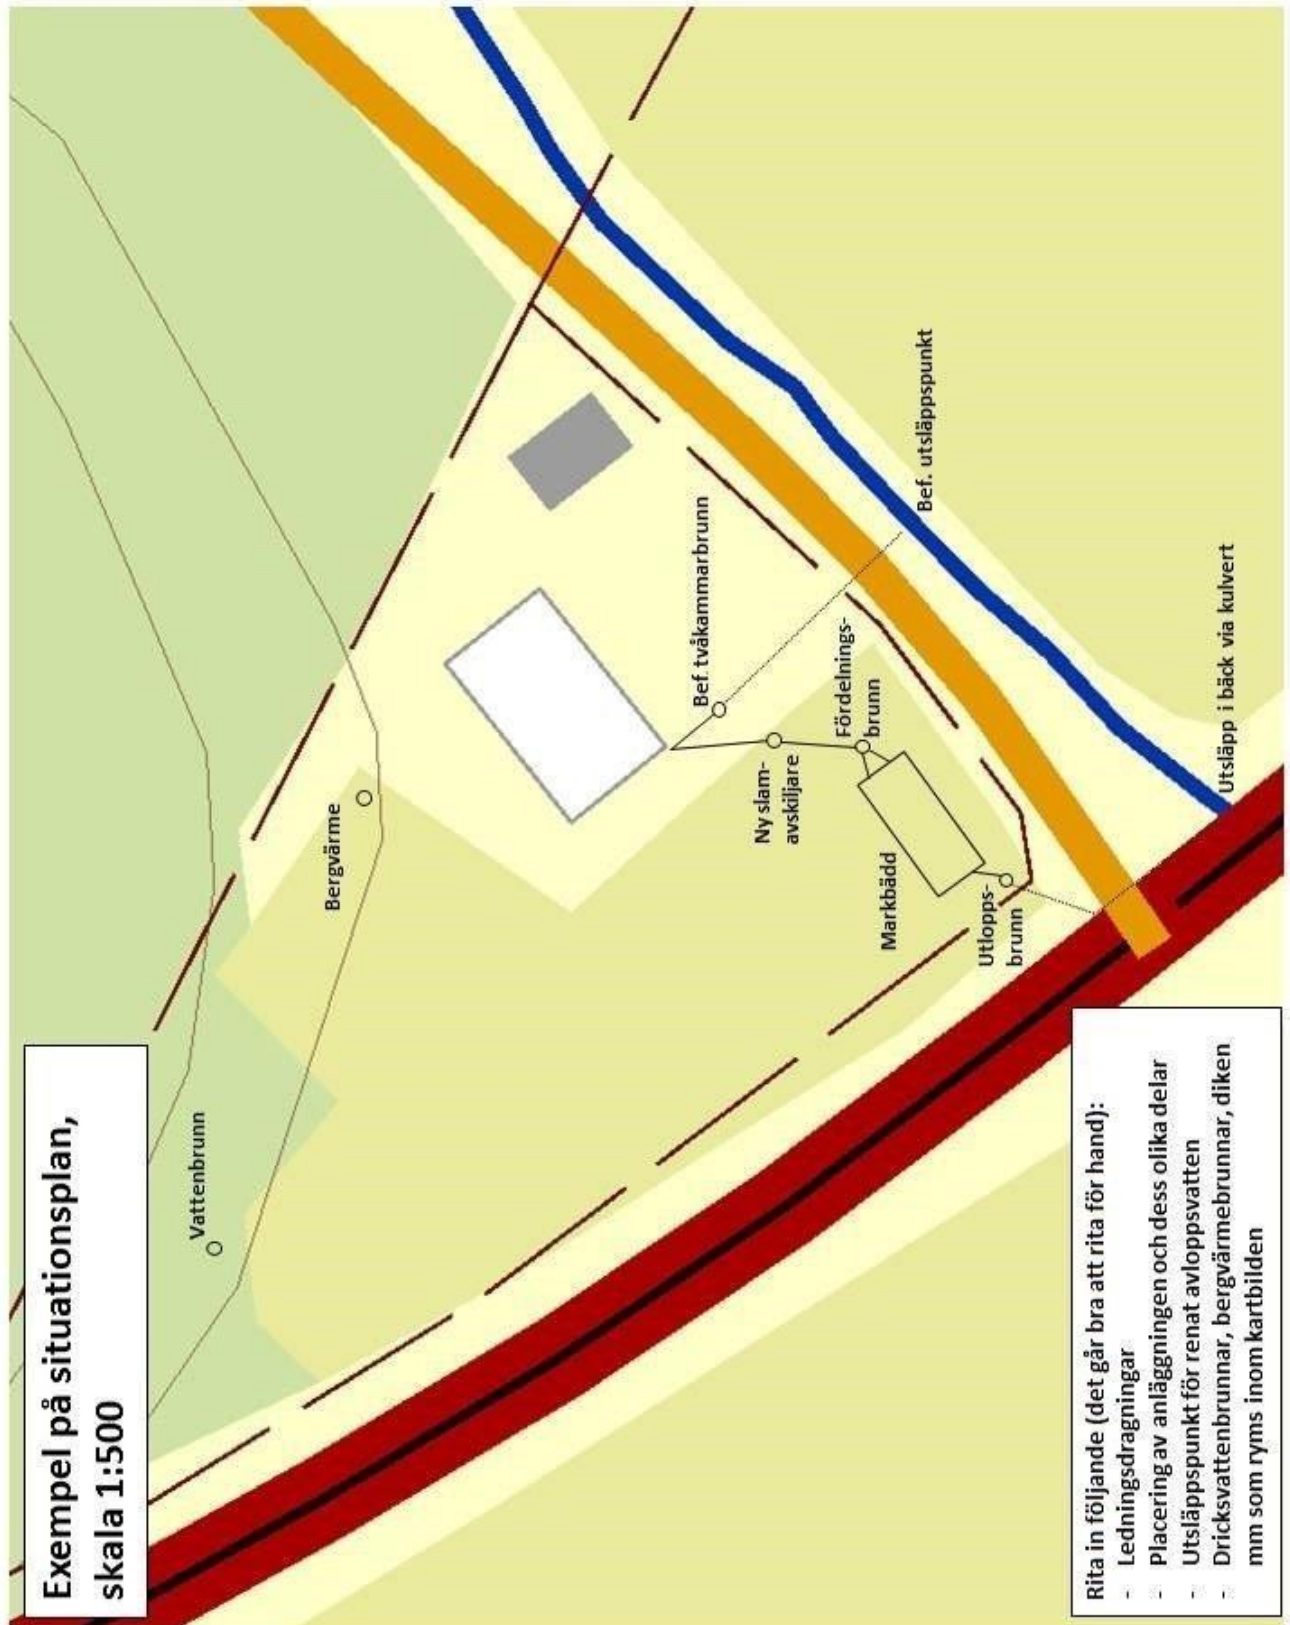 Exempel på situationsplan,
skala 1:500
Vattenbrunn
Bergvärme
Bef. tvåkammarbrunn
Ny slam-
avskiljare
Fördelnings-
brunn
Markbädd
Utlopps-
brunn
Bef. utsläppspunkt
Utsläpp i bäck via kulvert
Rita in följande (det går bra att rita för hand):
- Ledningsdragningar
- Placering av anläggningen och dess olika delar
- Utsläppspunkt för renat avloppsvatten
- Dricksvattenbrunnar, bergvärmebrunnar, diken
mm som ryms inom kartbilden